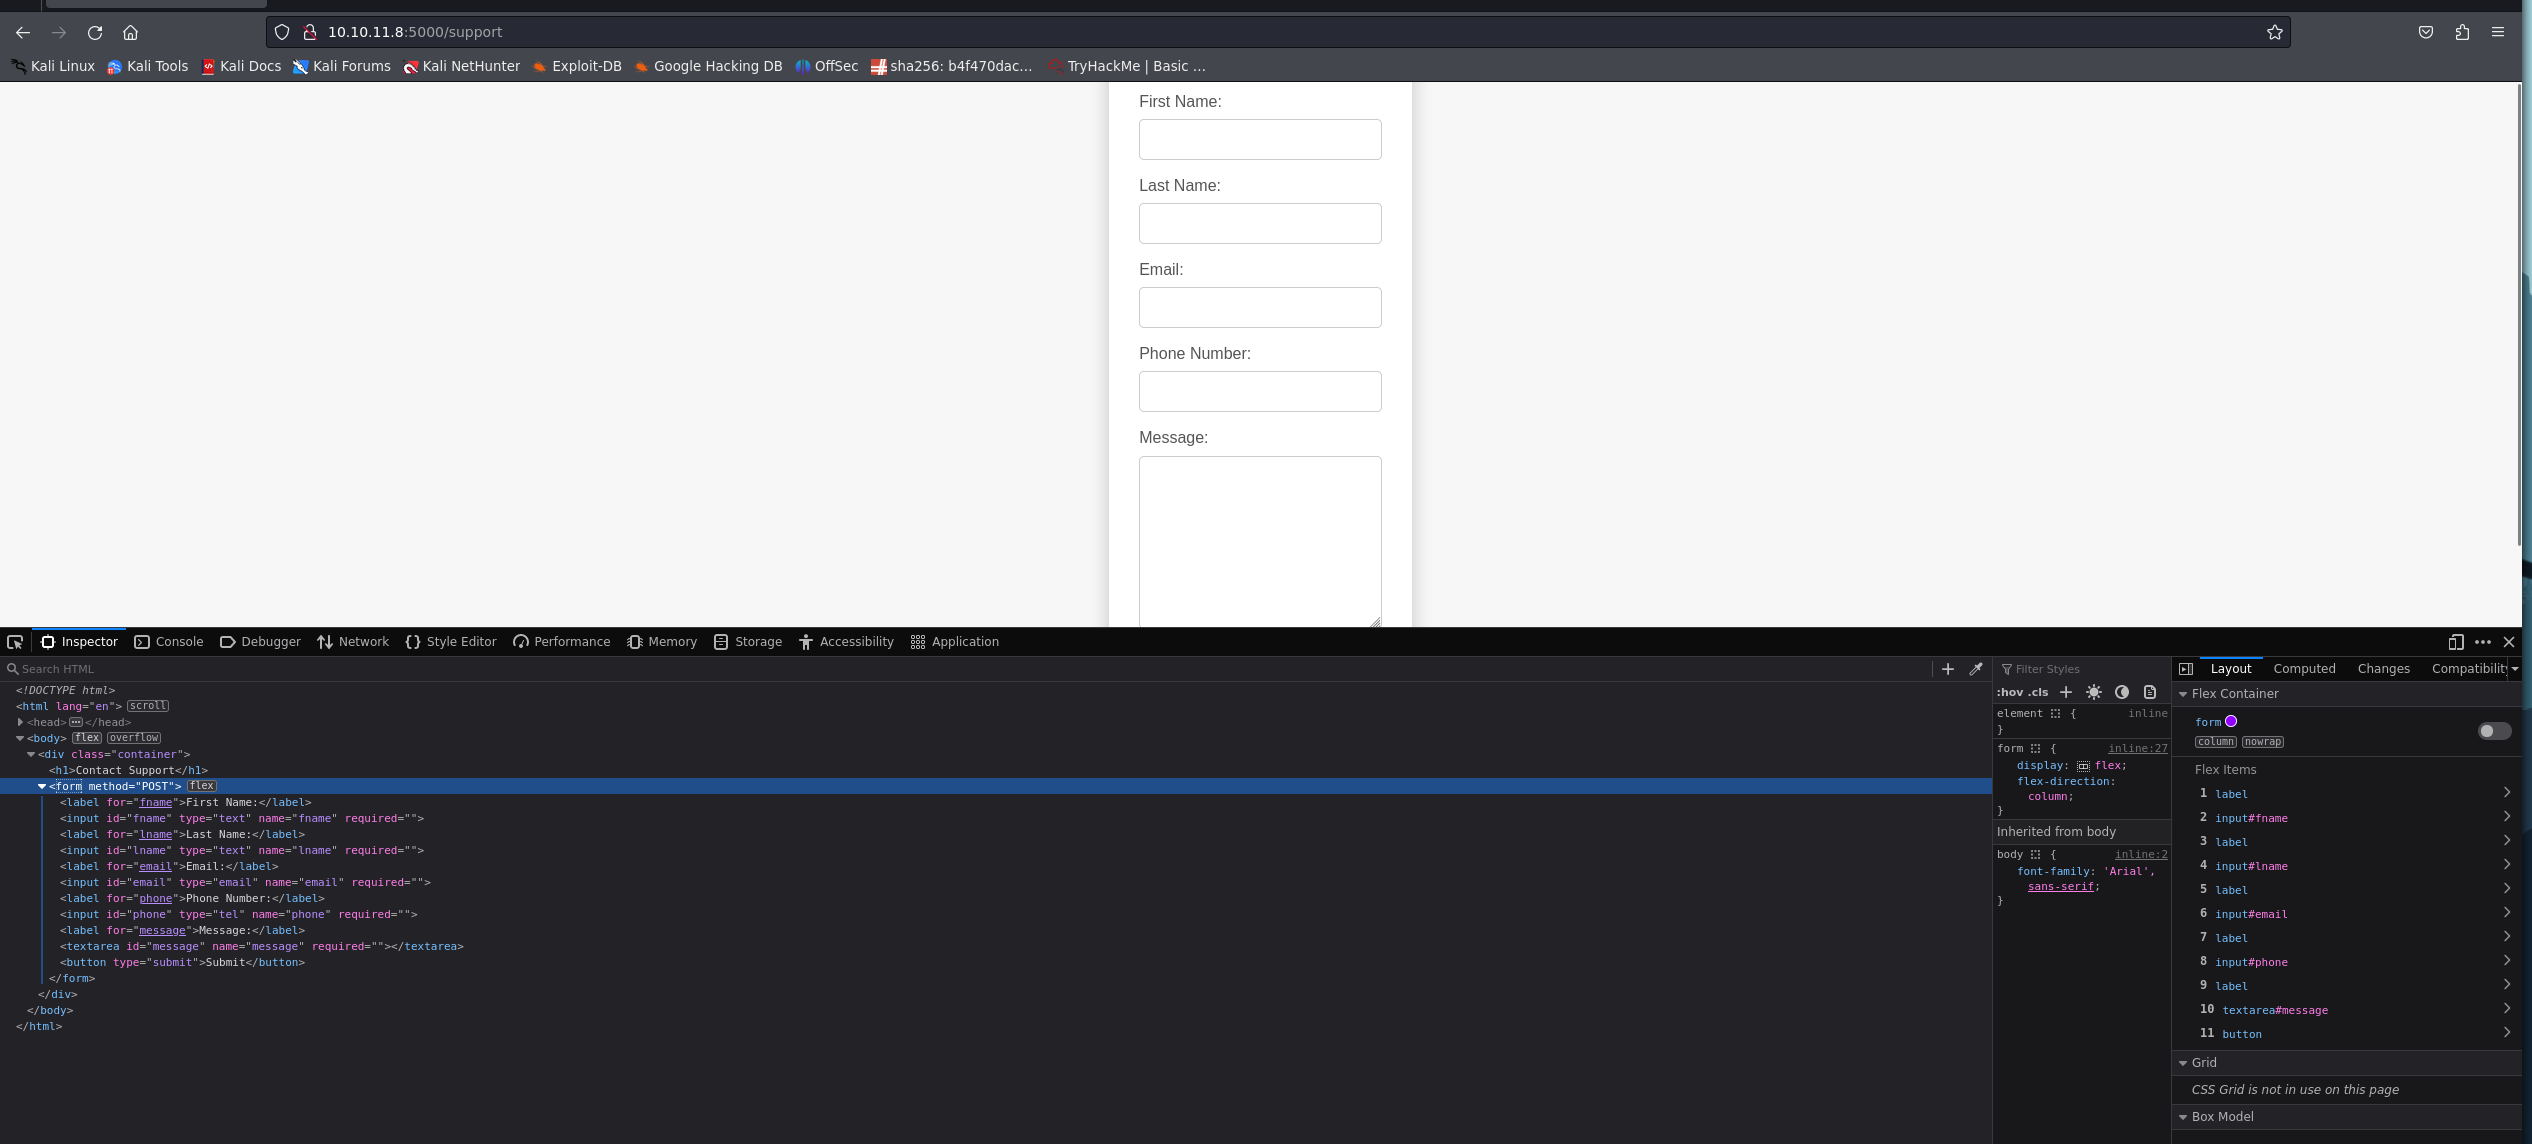 10.10.11.8:5000/support
Kali Linux Kali Tools Kali Docs Kali Forums Kali NetHunter Exploit-DB Google Hacking DB OffSec sha256: b4f470dac... TryHackMe | Basic ...
First Name:
Last Name:
Email:
Phone Number:
Message:
Inspector Console Debugger Network Style Editor Performance Memory Storage Accessibility Application
Search HTML
<!DOCTYPE html>
<html lang="en"> scroll
<head> ... </head>
<body> flex overflow
<div class="container">
<h1>Contact Support</h1>
<form method="POST"> flex
<label for="fname">First Name:</label>
<input id="fname" type="text" name="fname" required="">
<label for="lname">Last Name:</label>
<input id="lname" type="text" name="lname" required="">
<label for="email">Email:</label>
<input id="email" type="email" name="email" required="">
<label for="phone">Phone Number:</label>
<input id="phone" type="tel" name="phone" required="">
<label for="message">Message:</label>
<textarea id="message" name="message" required=""></textarea>
<button type="submit">Submit</button>
</form>
</div>
</body>
</html>
Filter Styles
:hov .cls
element { inline
}
form { inline:27
display: flex;
flex-direction:
column;
}
Inherited from body
body { inline:2
font-family: 'Arial',
sans-serif;
}
Layout Computed Changes Compatibility
Flex Container
form
column nowrap
Flex Items
1 label
2 input#fname
3 label
4 input#lname
5 label
6 input#email
7 label
8 input#phone
9 label
10 textarea#message
11 button
Grid
CSS Grid is not in use on this page
Box Model